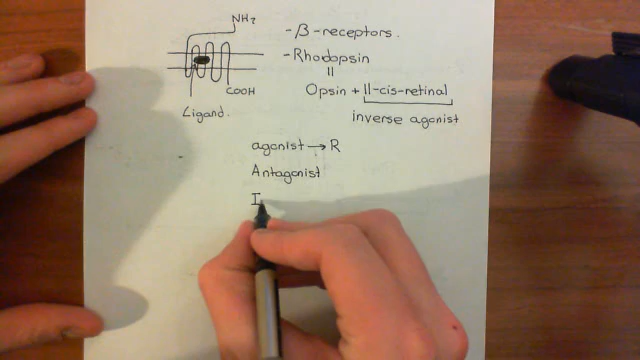 NH₂
COOH
Ligand.
- β-receptors.
- Rhodopsin
=
Opsin + 11-cis-retinal
inverse agonist
agonist → R
Antagonist
I